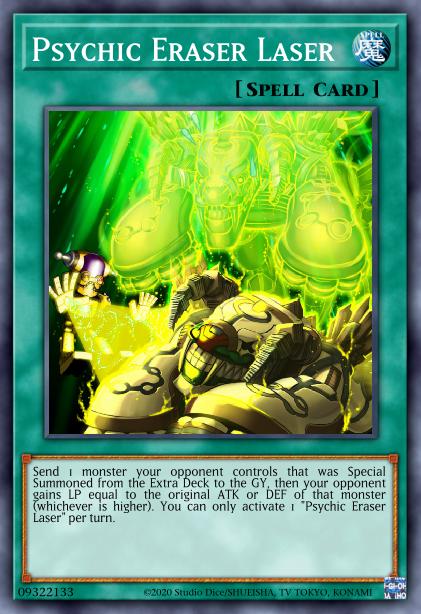 Psychic Eraser Laser
SPELL
魔
[Spell Card]
Send 1 monster your opponent controls that was Special
Summoned from the Extra Deck to the GY, then your opponent
gains LP equal to the original ATK or DEF of that monster
(whichever is higher). You can only activate 1 "Psychic Eraser
Laser" per turn.
09322133
©2020 Studio Dice/SHUEISHA, TV TOKYO, KONAMI